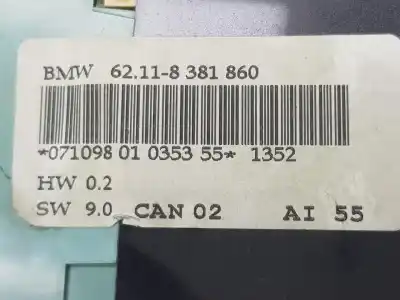 BMW 62.11-8 381 860
*071098 01 0353 55* 1352
HW 0.2
SW 9.0 CAN 02 AI 55